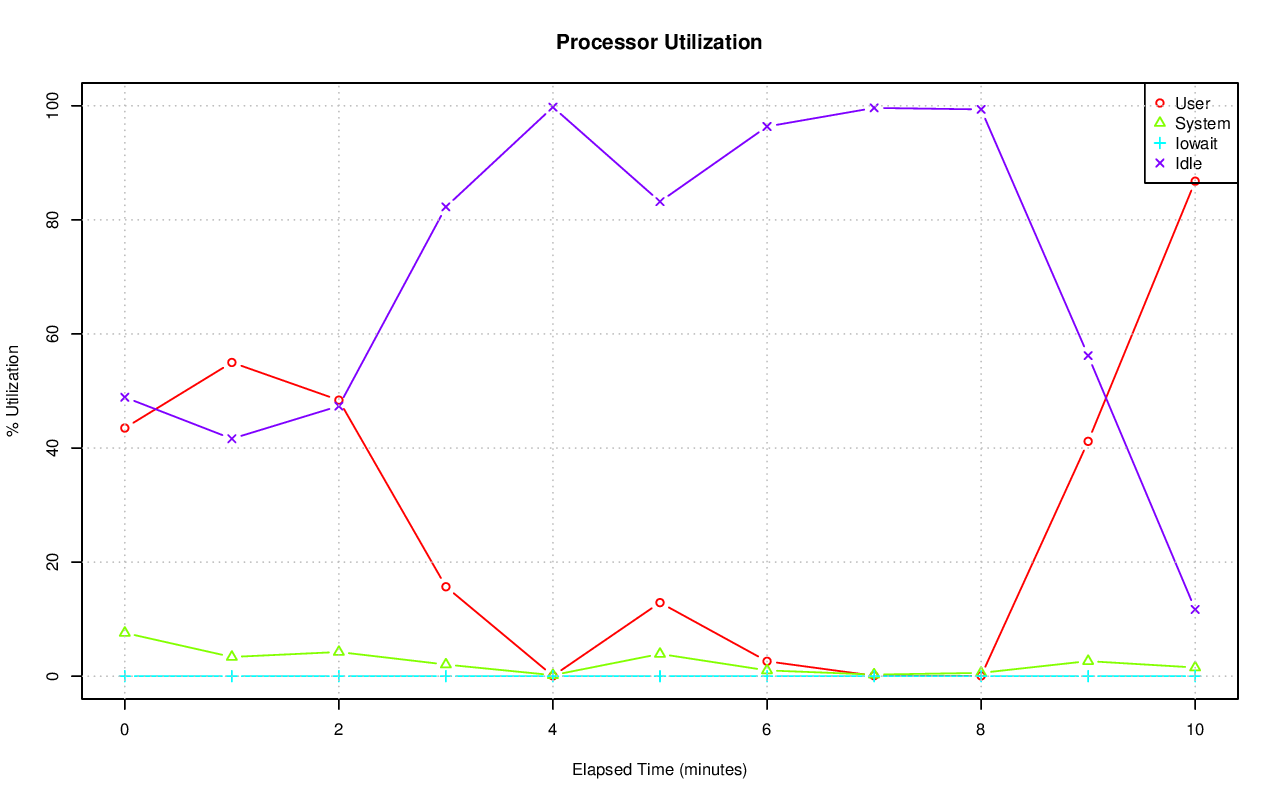 Processor Utilization
100
80
60
40
20
0
% Utilization
User
System
Iowait
Idle
0 2 4 6 8 10
Elapsed Time (minutes)